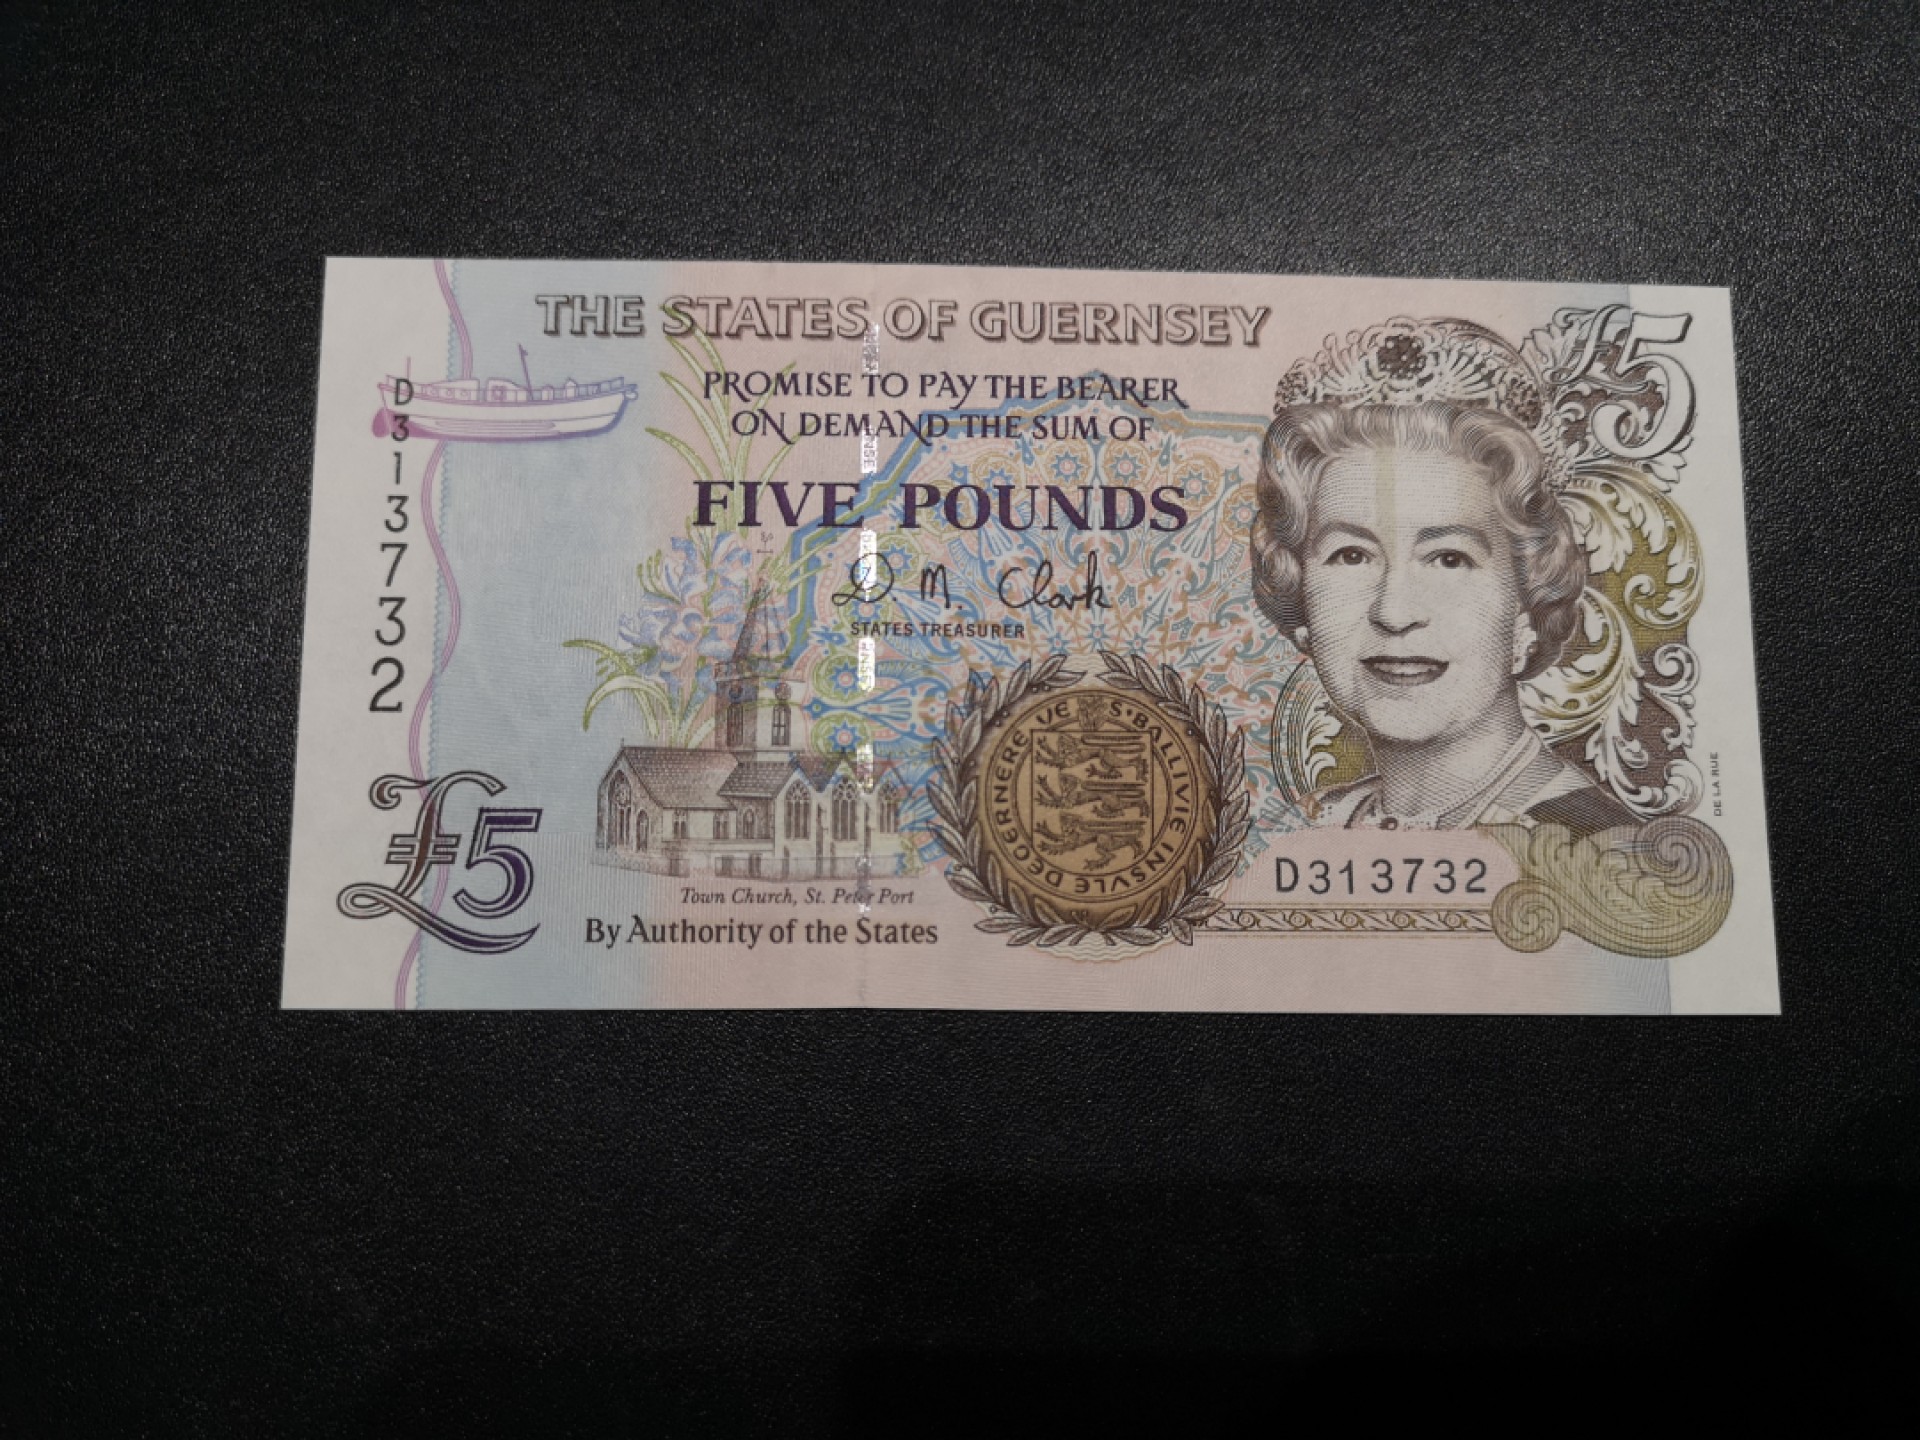 THE STATES OF GUERNSEY
£5
PROMISE TO PAY THE BEARER
ON DEMAND THE SUM OF
FIVE POUNDS
D M. Clark
STATES TREASURER
D
3
1
3
7
3
2
S·BALLIVIE INSVLE DEGERNEREVE
DE LA RUE
D313732
£5
Town Church, St. Peter Port
By Authority of the States